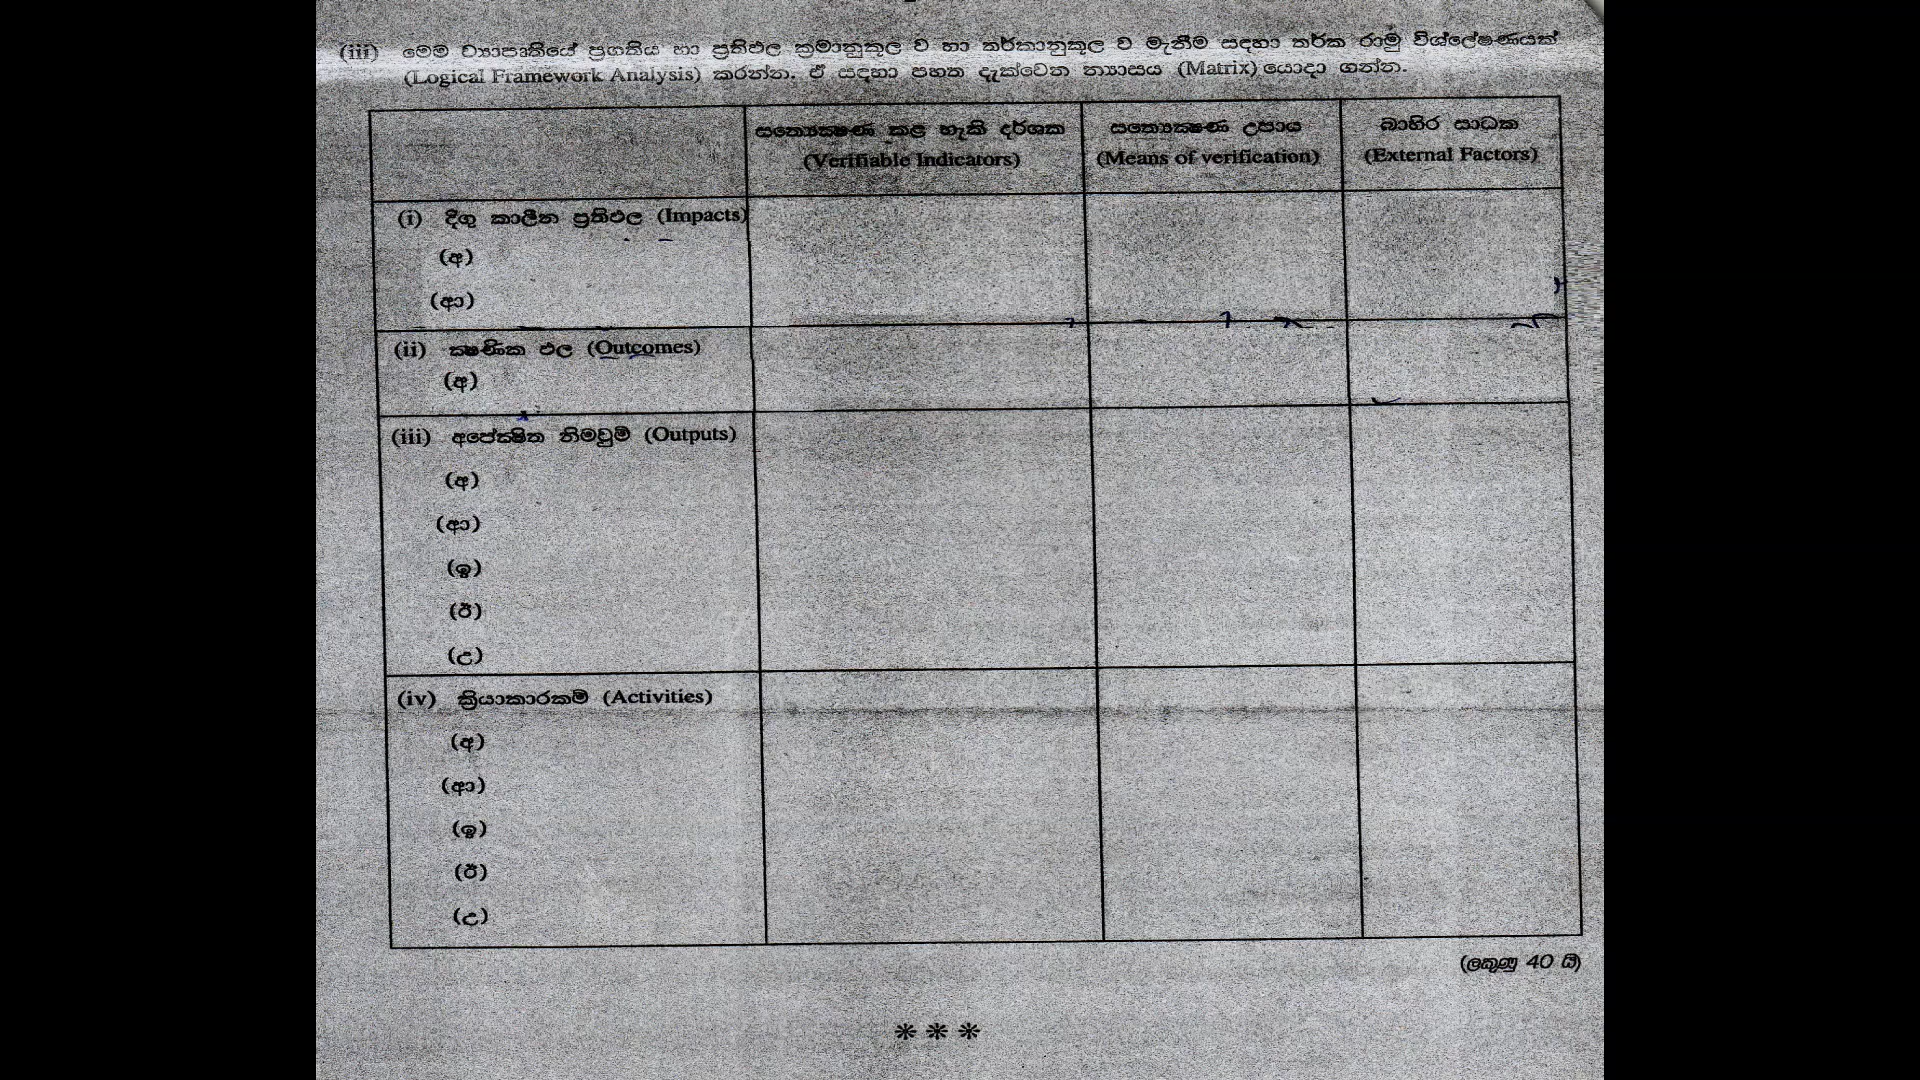 (iii) මෙම ව්‍යාපෘතියේ ප්‍රගතිය හා ප්‍රතිඵල ක්‍රමානුකූල ව හා තර්කානුකූල ව මැනීම සඳහා තර්ක රාමු විශ්ලේෂණයක්
(Logical Framework Analysis) කරන්න. ඒ සඳහා පහත දැක්වෙන න්‍යාසය (Matrix) යොදා ගන්න.
සත්‍යෙක්ෂණ කළ හැකි දර්ශක
(Verifiable Indicators)
සත්‍යෙක්ෂණ උපාය
(Means of verification)
බාහිර සාධක
(External Factors)
(i) දිගු කාලීන ප්‍රතිඵල (Impacts)
(අ)
(ආ)
(ii) ක්ෂණික ඵල (Outcomes)
(අ)
(iii) අපේක්ෂිත නිමවුම් (Outputs)
(අ)
(ආ)
(ඉ)
(ඊ)
(උ)
(iv) ක්‍රියාකාරකම් (Activities)
(අ)
(ආ)
(ඉ)
(ඊ)
(උ)
(ලකුණු 40 යි)
* * *